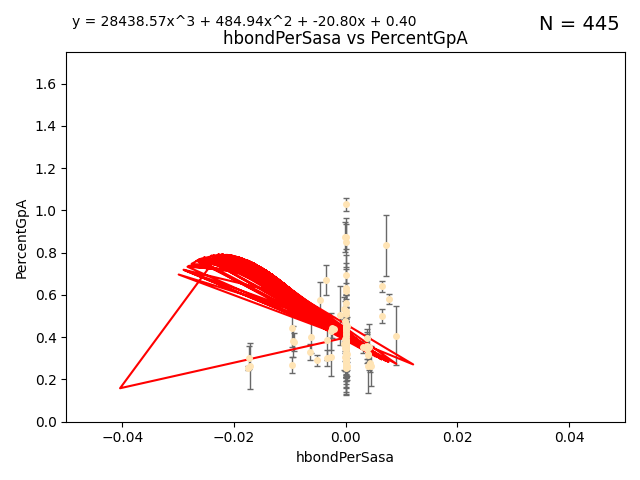 y = 28438.57x^3 + 484.94x^2 + -20.80x + 0.40
N = 445
hbondPerSasa vs PercentGpA
PercentGpA
1.6
1.4
1.2
1.0
0.8
0.6
0.4
0.2
0.0
−0.04
−0.02
0.00
0.02
0.04
hbondPerSasa